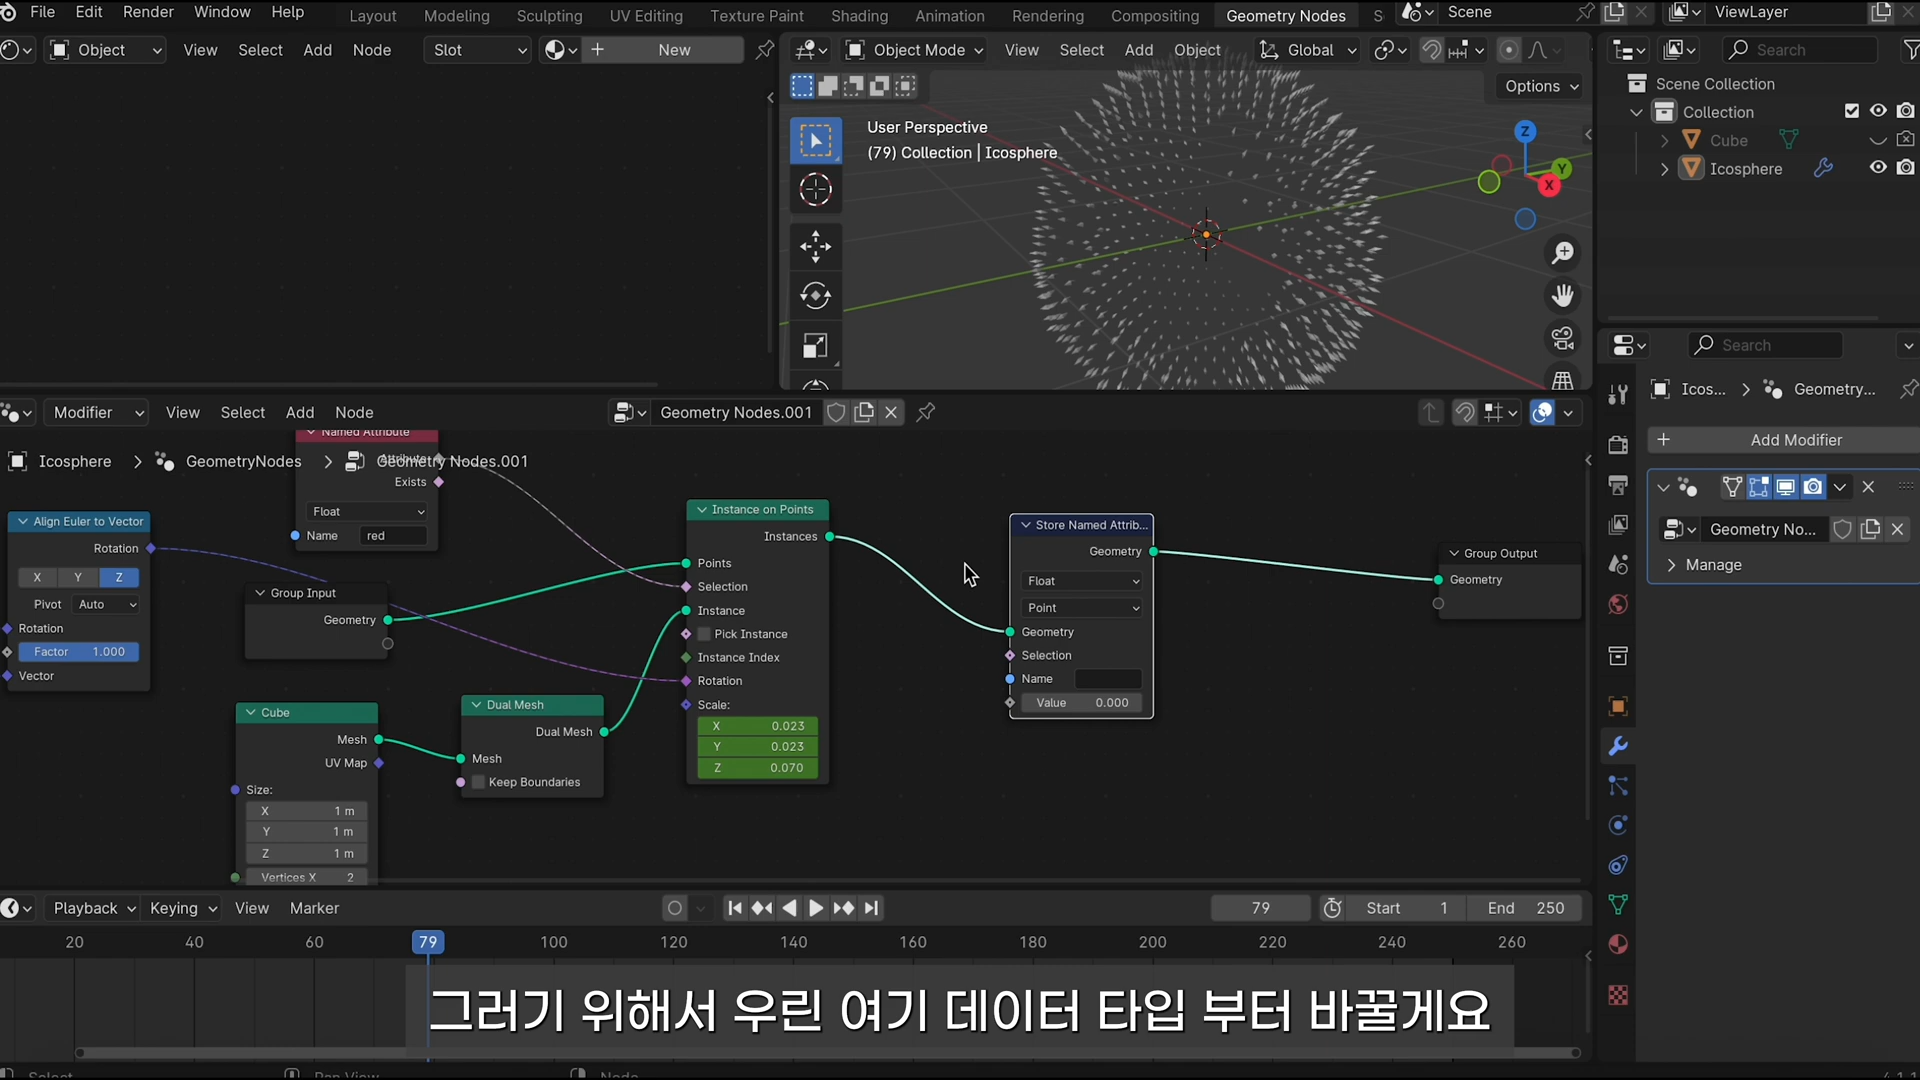 File Edit Render Window Help Layout Modeling Sculpting UV Editing Texture Paint Shading Animation Rendering Compositing Geometry Nodes S Scene ViewLayer
Object View Select Add Node Slot New
Object Mode View Select Add Object Global
Search
Options
User Perspective
(79) Collection | Icosphere
Z
Y
X
Scene Collection
Collection
Cube
Icosphere
Search
Icos... Geometry...
Add Modifier
Geometry No...
Manage
Modifier View Select Add Node Geometry Nodes.001
Icosphere GeometryNodes Geometry Nodes.001
Named Attribute
Exists
Float
Name red
Align Euler to Vector
Rotation
X Y Z
Pivot Auto
Rotation
Factor 1.000
Vector
Group Input
Geometry
Cube
Mesh
UV Map
Size:
X 1 m
Y 1 m
Z 1 m
Vertices X 2
Dual Mesh
Dual Mesh
Mesh
Keep Boundaries
Instance on Points
Instances
Points
Selection
Instance
Pick Instance
Instance Index
Rotation
Scale:
X 0.023
Y 0.023
Z 0.070
Store Named Attrib...
Geometry
Float
Point
Geometry
Selection
Name
Value 0.000
Group Output
Geometry
Playback Keying View Marker 79 Start 1 End 250
20 40 60 79 100 120 140 160 180 200 220 240 260
그러기 위해서 우린 여기 데이터 타입 부터 바꿀게요